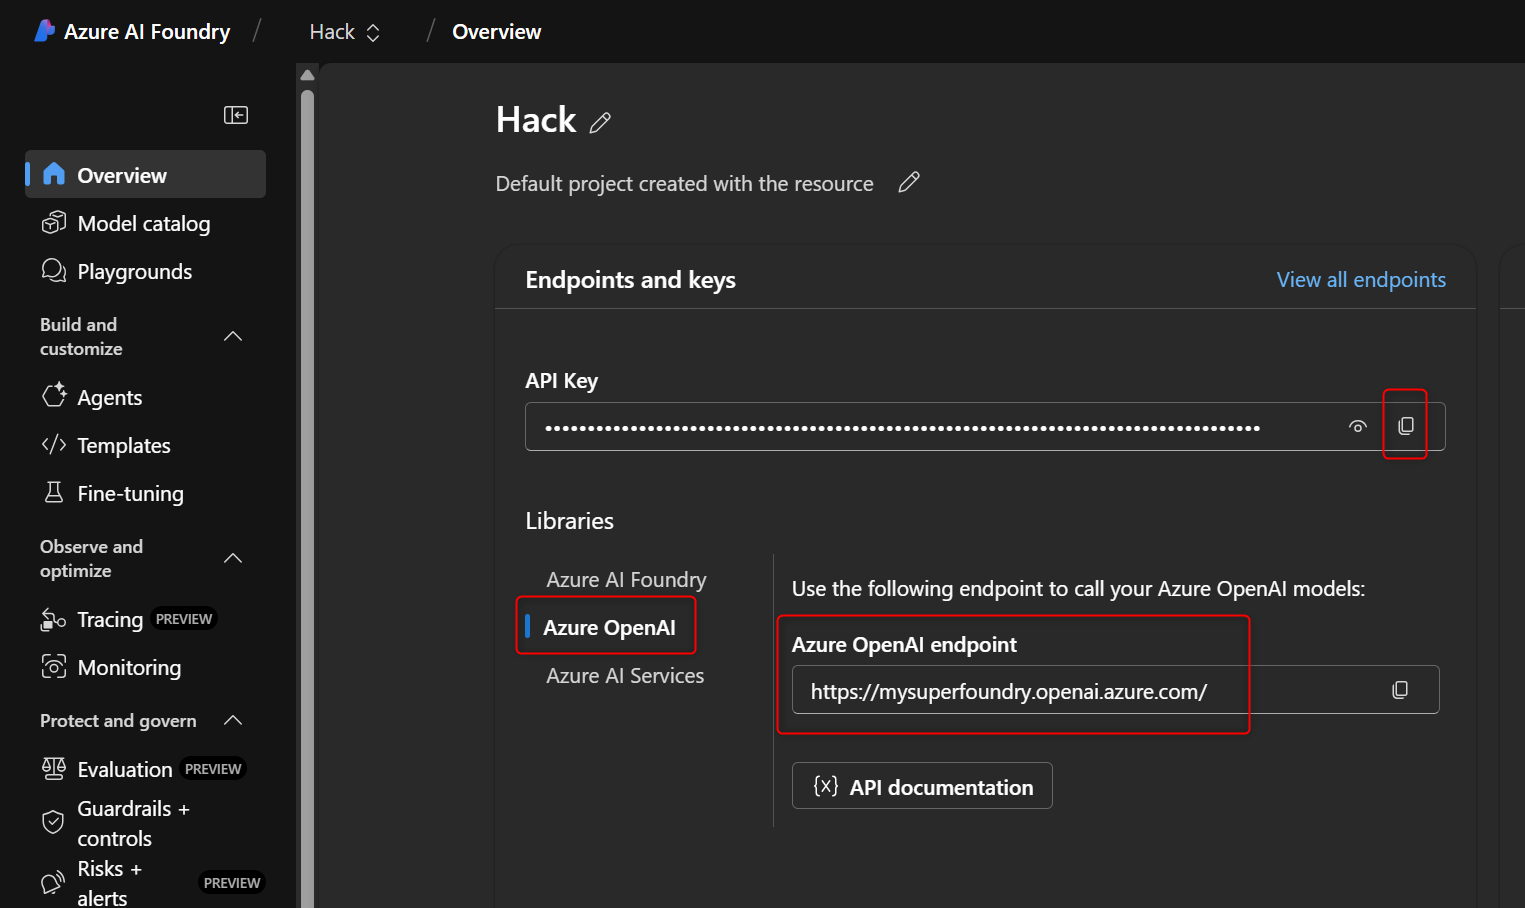 Azure AI Foundry / Hack / Overview
Overview
Model catalog
Playgrounds
Build and
customize
Agents
Templates
Fine-tuning
Observe and
optimize
Tracing PREVIEW
Monitoring
Protect and govern
Evaluation PREVIEW
Guardrails +
controls
Risks +
alerts PREVIEW
Hack
Default project created with the resource
Endpoints and keys View all endpoints
API Key
Libraries
Azure AI Foundry
Azure OpenAI
Azure AI Services
Use the following endpoint to call your Azure OpenAI models:
Azure OpenAI endpoint
https://mysuperfoundry.openai.azure.com/
{x} API documentation